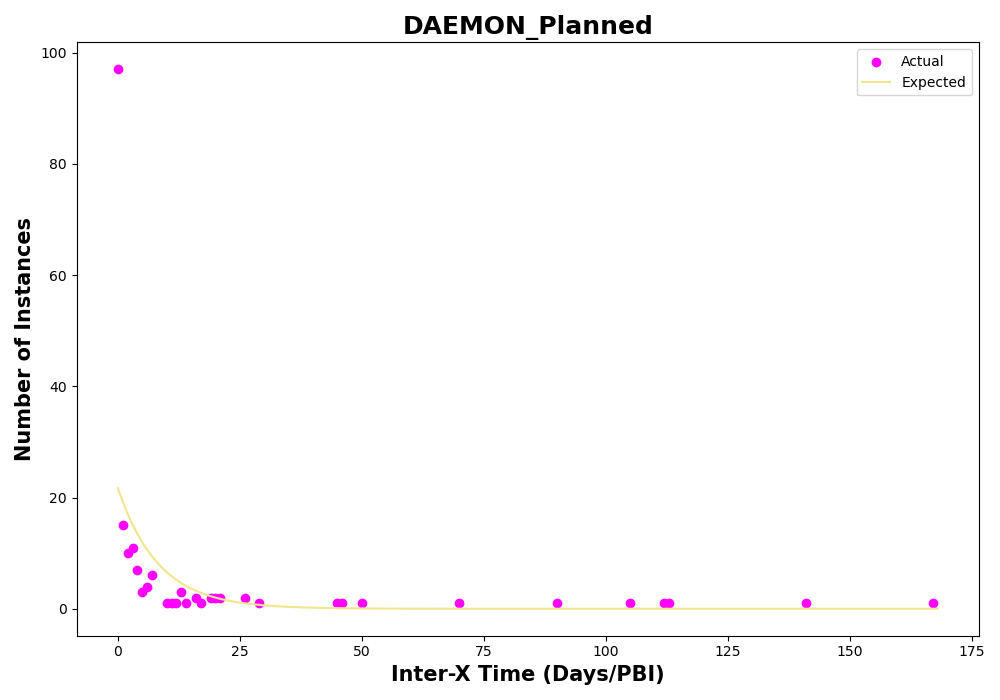 DAEMON_Planned
Actual
Expected
100
80
60
40
20
0
Number of Instances
0 25 50 75 100 125 150 175
Inter-X Time (Days/PBI)